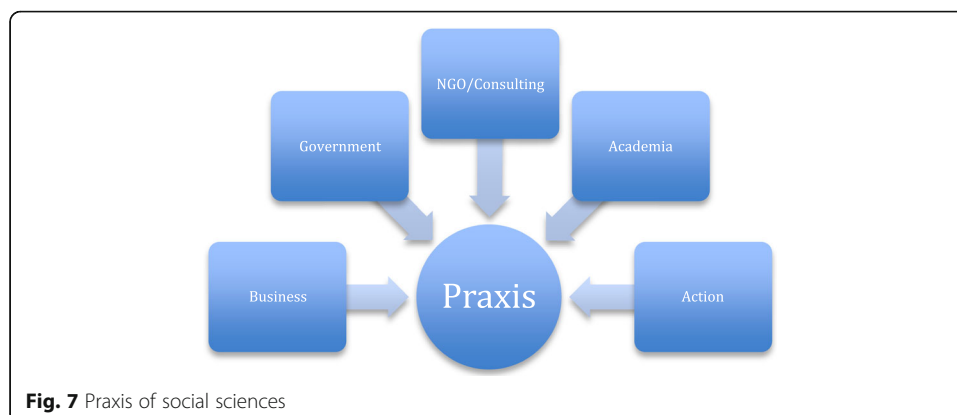 NGO/Consulting
Government
Academia
Business
Praxis
Action
Fig. 7 Praxis of social sciences